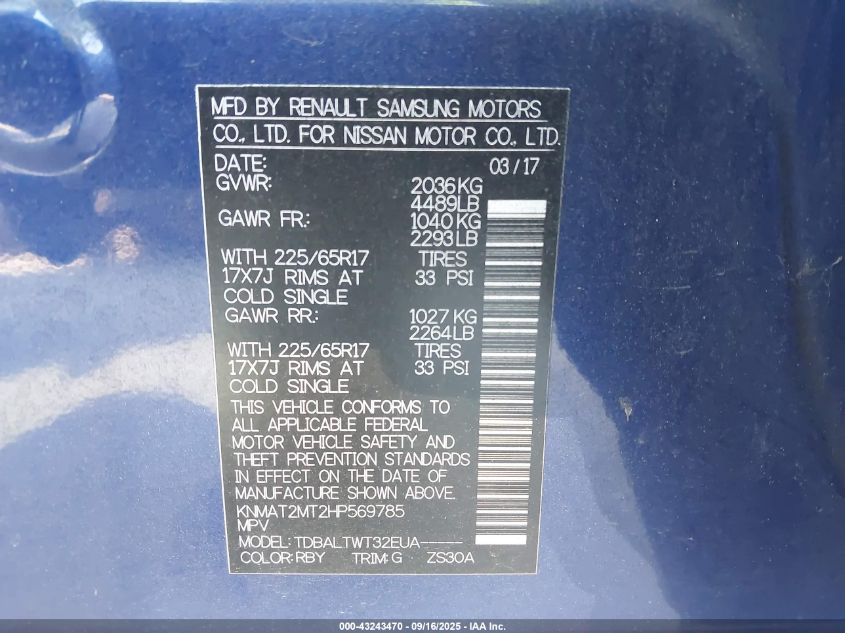 MFD BY RENAULT SAMSUNG MOTORS
CO., LTD. FOR NISSAN MOTOR CO., LTD.
DATE: 03/17
GVWR: 2036KG
4489LB
GAWR FR.: 1040 KG
2293LB
WITH 225/65R17 TIRES
17X7J RIMS AT 33 PSI
COLD SINGLE
GAWR RR.: 1027 KG
2264LB
WITH 225/65R17 TIRES
17X7J RIMS AT 33 PSI
COLD SINGLE
THIS VEHICLE CONFORMS TO
ALL APPLICABLE FEDERAL
MOTOR VEHICLE SAFETY AND
THEFT PREVENTION STANDARDS
IN EFFECT ON THE DATE OF
MANUFACTURE SHOWN ABOVE.
KNMAT2MT2HP569785
MPV
MODEL: TDBALTWT32EUA-----
COLOR: RBY TRIM: G ZS30A
000-43243470 - 09/16/2025 - IAA Inc.